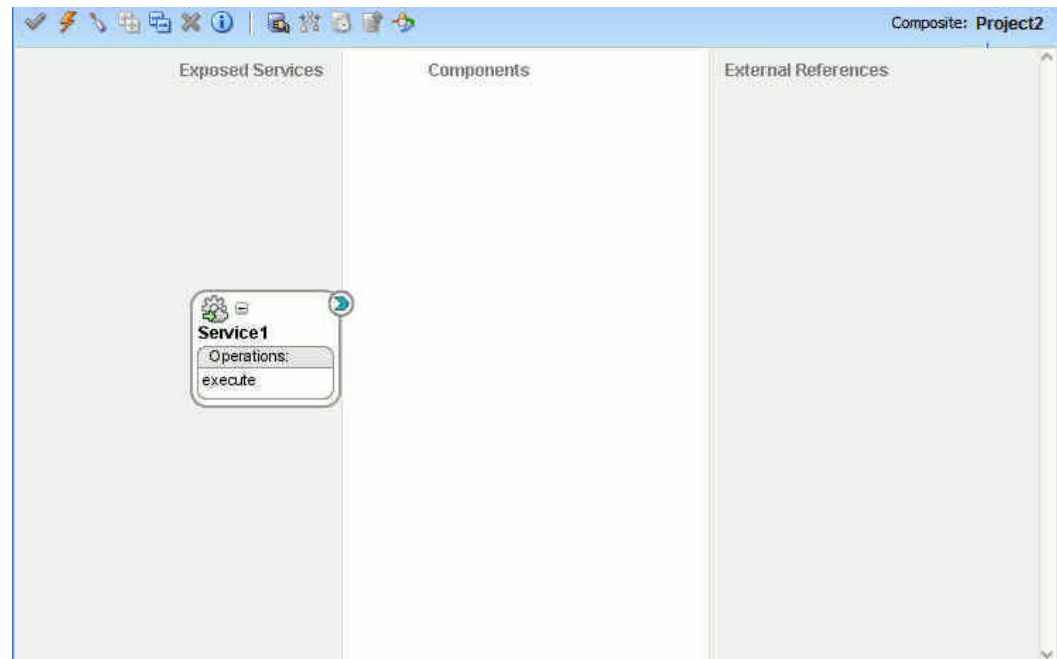 Composite: Project2
Exposed Services
Components
External References
Service1
Operations:
execute